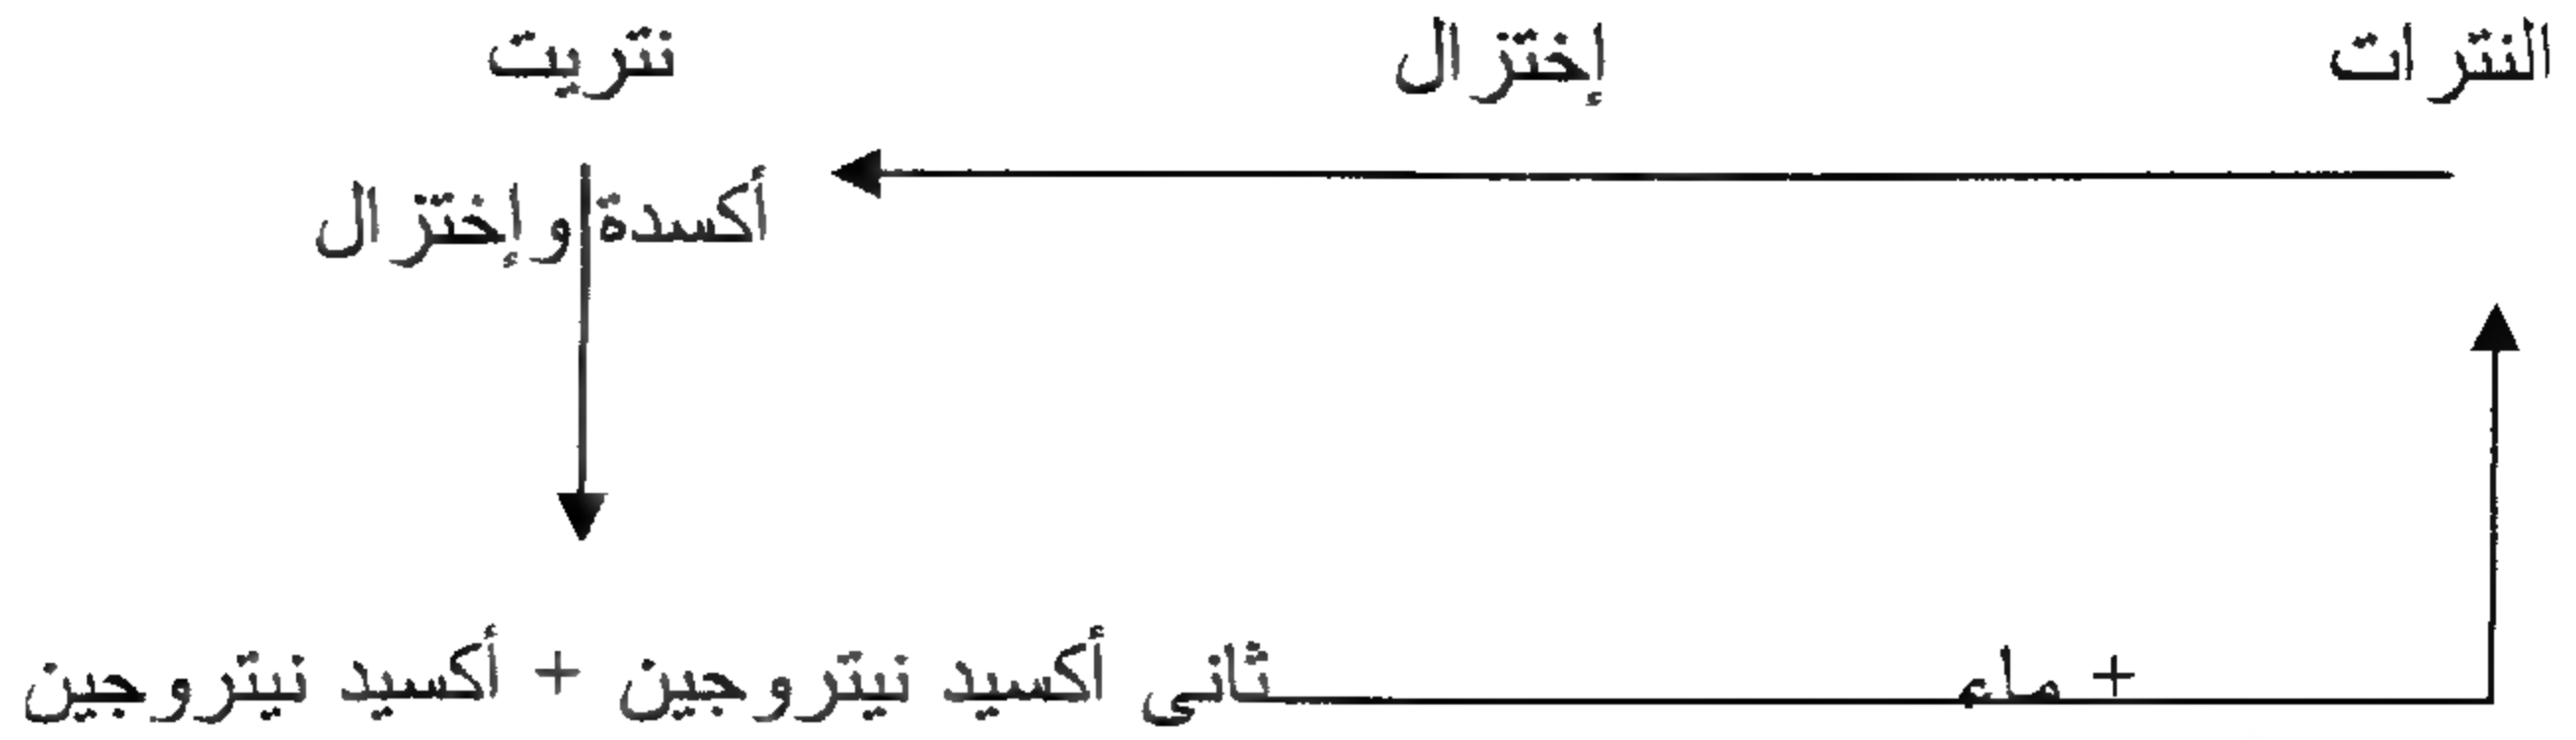 النترات إختزال نتريت
أكسدة وإختزال
+ ماء ثانى أكسيد نيتروجين + أكسيد نيتروجين